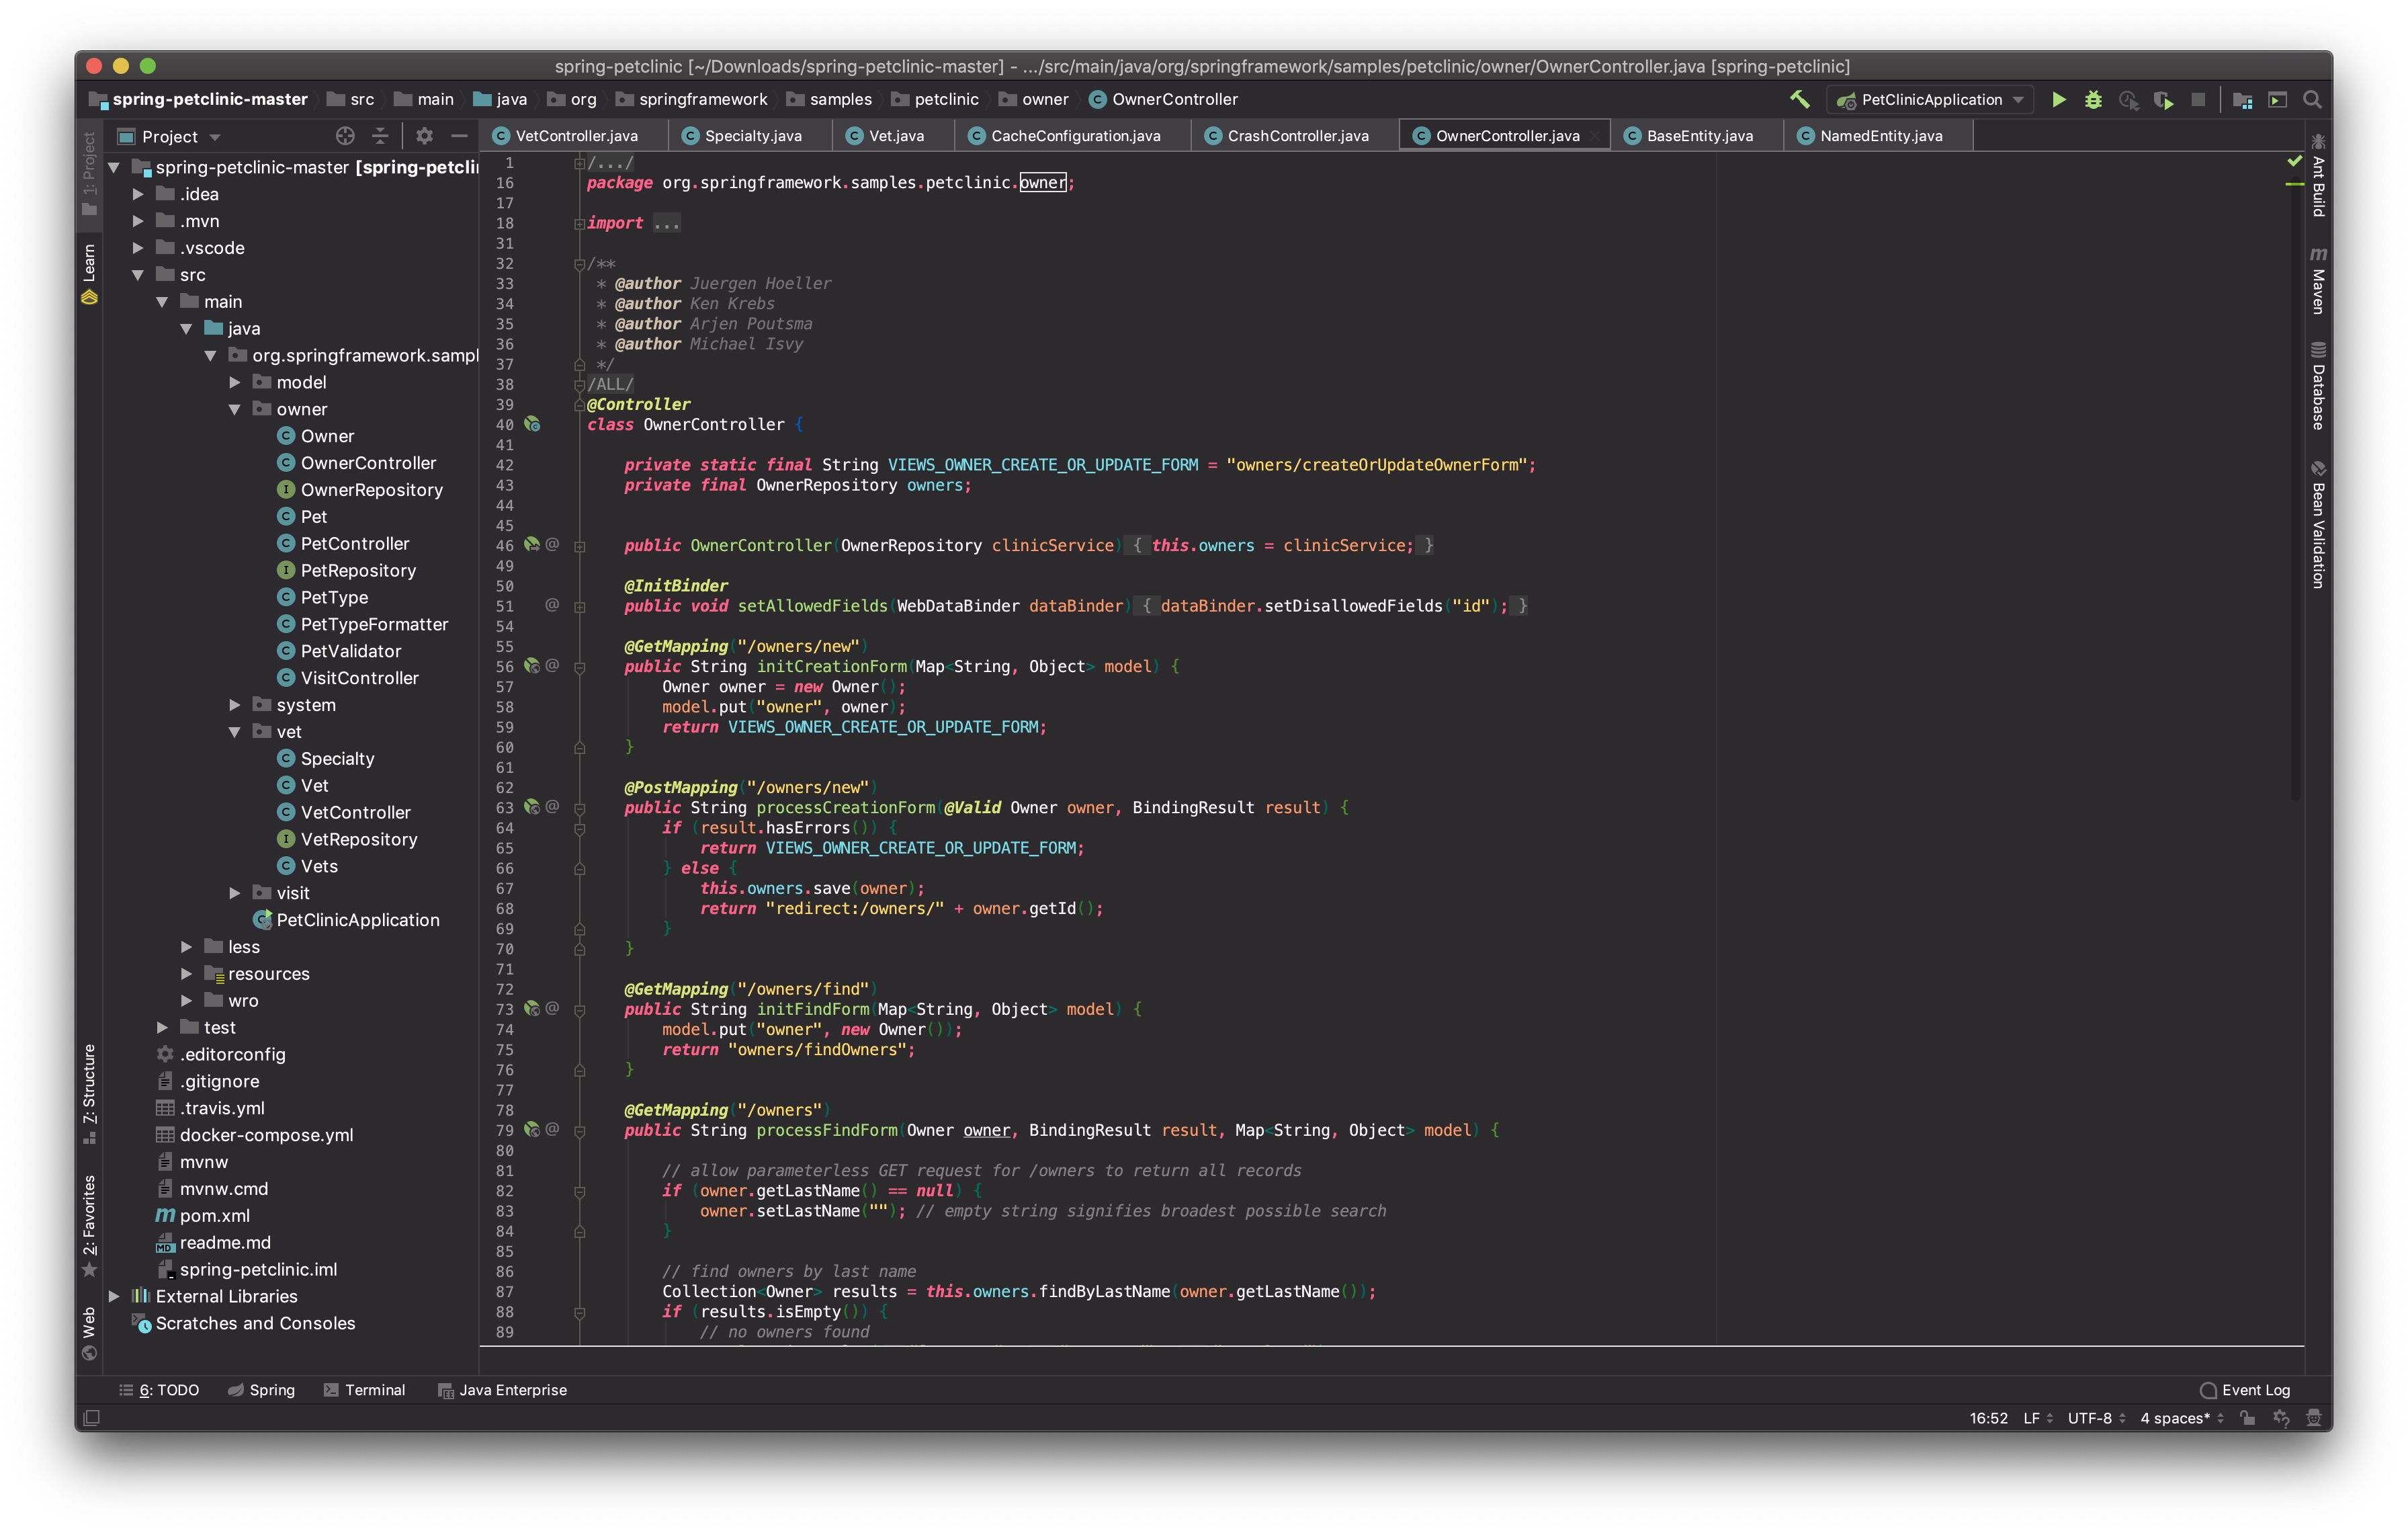 spring-petclinic [~/Downloads/spring-petclinic-master] - .../src/main/java/org/springframework/samples/petclinic/owner/OwnerController.java [spring-petclinic]
spring-petclinic-master src main java org springframework samples petclinic owner OwnerController PetClinicApplication
Project
VetController.java Specialty.java Vet.java CacheConfiguration.java CrashController.java OwnerController.java BaseEntity.java NamedEntity.java
1: Project
Learn
7: Structure
2: Favorites
Web
spring-petclinic-master [spring-petcli
.idea
.mvn
.vscode
src
main
java
org.springframework.sampl
model
owner
Owner
OwnerController
OwnerRepository
Pet
PetController
PetRepository
PetType
PetTypeFormatter
PetValidator
VisitController
system
vet
Specialty
Vet
VetController
VetRepository
Vets
visit
PetClinicApplication
less
resources
wro
test
.editorconfig
.gitignore
.travis.yml
docker-compose.yml
mvnw
mvnw.cmd
pom.xml
readme.md
spring-petclinic.iml
External Libraries
Scratches and Consoles
1 /.../
16 package org.springframework.samples.petclinic.owner;
17
18 import ...
31
32 /**
33 * @author Juergen Hoeller
34 * @author Ken Krebs
35 * @author Arjen Poutsma
36 * @author Michael Isvy
37 */
38 /ALL/
39 @Controller
40 class OwnerController {
41
42 private static final String VIEWS_OWNER_CREATE_OR_UPDATE_FORM = "owners/createOrUpdateOwnerForm";
43 private final OwnerRepository owners;
44
45
46 @ public OwnerController(OwnerRepository clinicService) { this.owners = clinicService; }
49
50 @InitBinder
51 @ public void setAllowedFields(WebDataBinder dataBinder) { dataBinder.setDisallowedFields("id"); }
54
55 @GetMapping("/owners/new")
56 @ public String initCreationForm(Map<String, Object> model) {
57 Owner owner = new Owner();
58 model.put("owner", owner);
59 return VIEWS_OWNER_CREATE_OR_UPDATE_FORM;
60 }
61
62 @PostMapping("/owners/new")
63 @ public String processCreationForm(@Valid Owner owner, BindingResult result) {
64 if (result.hasErrors()) {
65 return VIEWS_OWNER_CREATE_OR_UPDATE_FORM;
66 } else {
67 this.owners.save(owner);
68 return "redirect:/owners/" + owner.getId();
69 }
70 }
71
72 @GetMapping("/owners/find")
73 @ public String initFindForm(Map<String, Object> model) {
74 model.put("owner", new Owner());
75 return "owners/findOwners";
76 }
77
78 @GetMapping("/owners")
79 @ public String processFindForm(Owner owner, BindingResult result, Map<String, Object> model) {
80
81 // allow parameterless GET request for /owners to return all records
82 if (owner.getLastName() == null) {
83 owner.setLastName(""); // empty string signifies broadest possible search
84 }
85
86 // find owners by last name
87 Collection<Owner> results = this.owners.findByLastName(owner.getLastName());
88 if (results.isEmpty()) {
89 // no owners found
Ant Build
Maven
Database
Bean Validation
6: TODO Spring Terminal Java Enterprise Event Log
16:52 LF UTF-8 4 spaces*